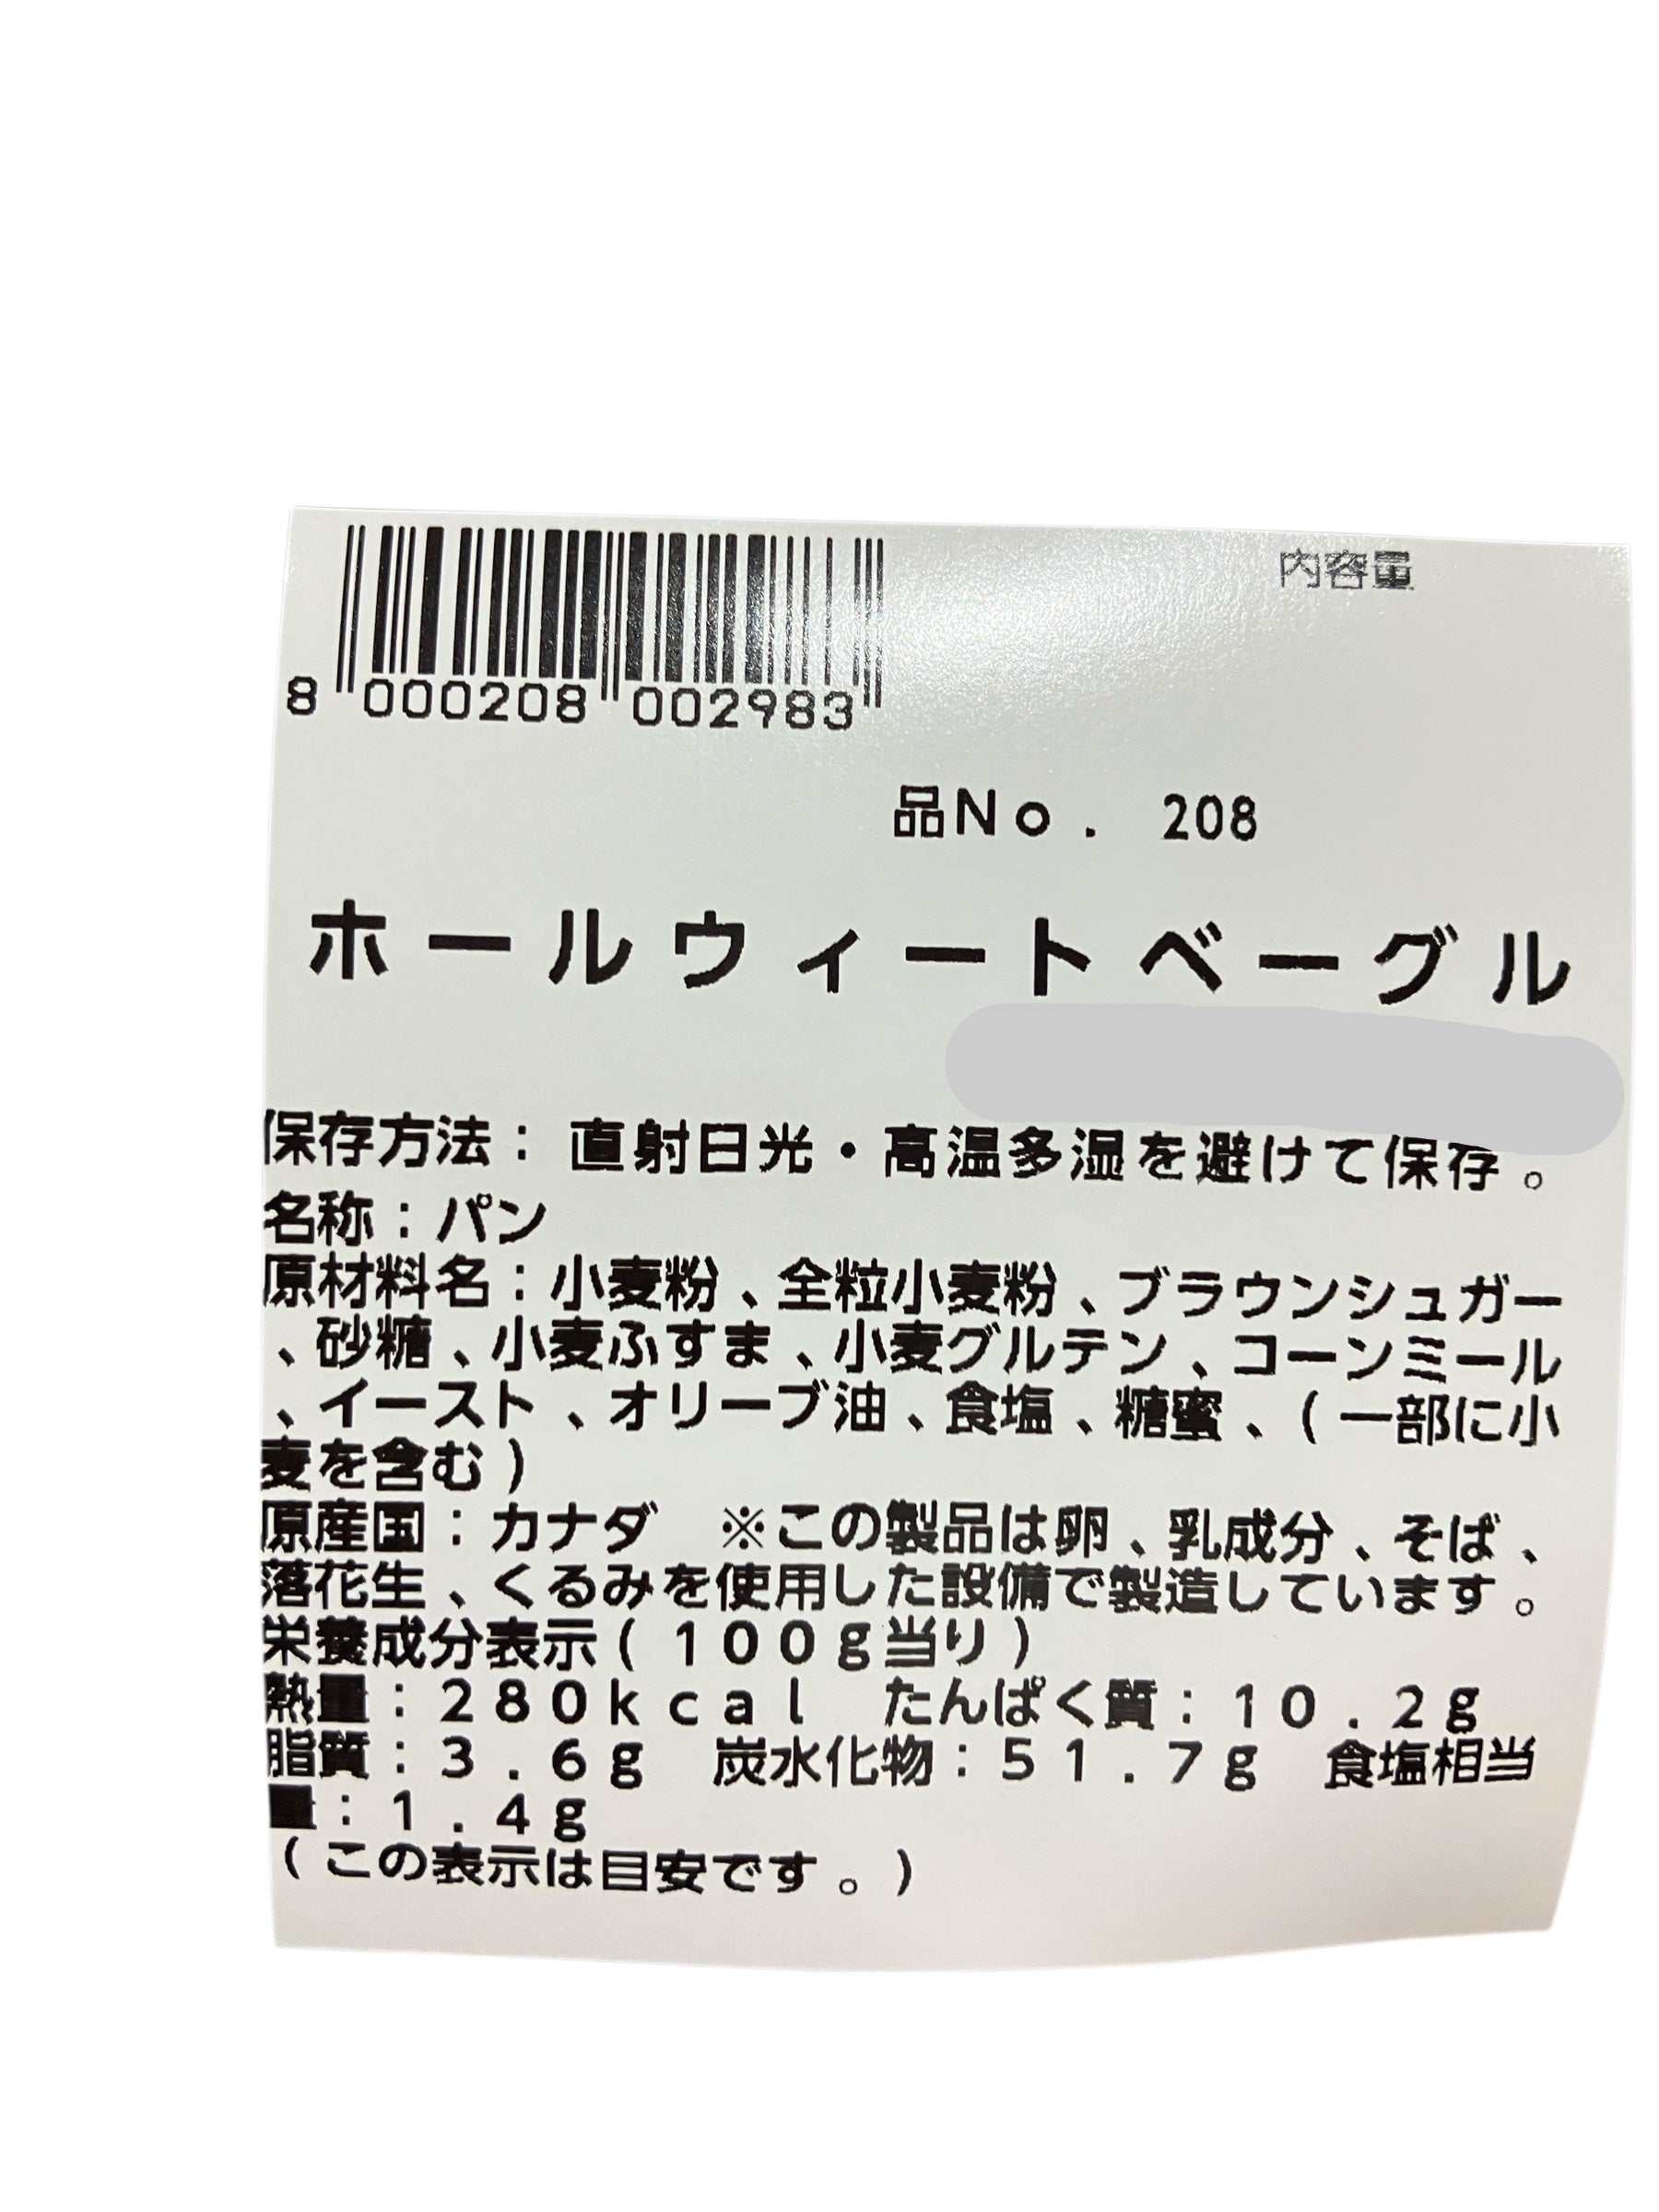 内容量
8 000208 002983
品No. 208
ホールウィートベーグル
保存方法：直射日光・高温多湿を避けて保存。
名称：パン
原材料名：小麦粉、全粒小麦粉、ブラウンシュガー
、砂糖、小麦ふすま、小麦グルテン、コーンミール
、イースト、オリーブ油、食塩、糖蜜、（一部に小
麦を含む）
原産国：カナダ　※この製品は卵、乳成分、そば、
落花生、くるみを使用した設備で製造しています。
栄養成分表示（100g当り）
熱量：280kcal　たんぱく質：10.2g
脂質：3.6g　炭水化物：51.7g　食塩相当
量：1.4g
（この表示は目安です。）